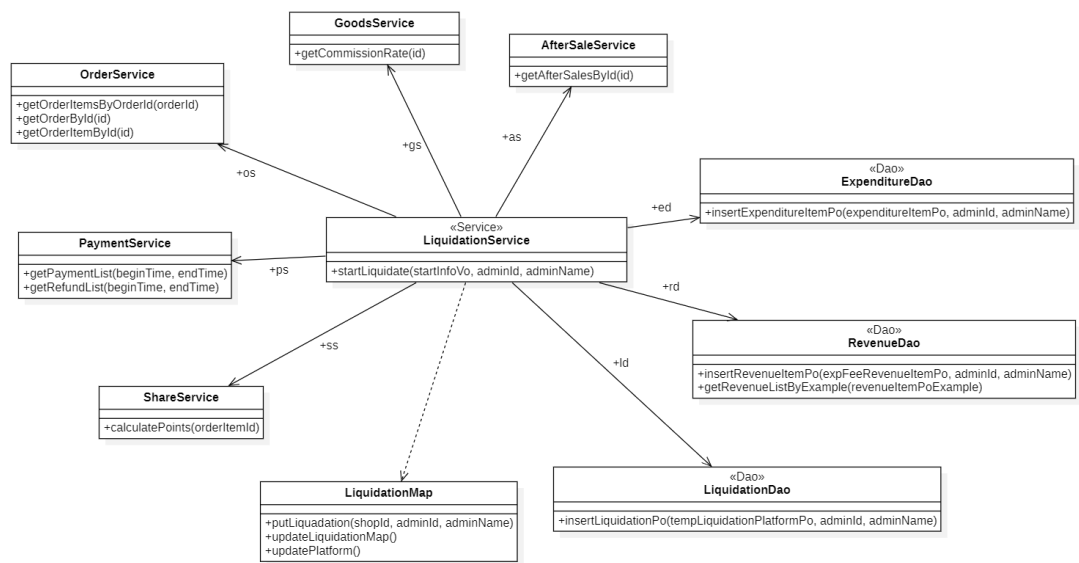 GoodsService
+getCommissionRate(id)
AfterSaleService
+getAfterSalesById(id)
OrderService
+getOrderItemsByOrderId(orderId)
+getOrderById(id)
+getOrderItemById(id)
+gs
+as
+os
«Dao»
ExpenditureDao
+insertExpenditureItemPo(expenditureItemPo, adminId, adminName)
+ed
«Service»
LiquidationService
+startLiquidate(startInfoVo, adminId, adminName)
PaymentService
+getPaymentList(beginTime, endTime)
+getRefundList(beginTime, endTime)
+ps
+rd
«Dao»
RevenueDao
+insertRevenueItemPo(expFeeRevenueItemPo, adminId, adminName)
+getRevenueListByExample(revenueItemPoExample)
+ss
+ld
ShareService
+calculatePoints(orderItemId)
LiquidationMap
+putLiquadation(shopId, adminId, adminName)
+updateLiquidationMap()
+updatePlatform()
«Dao»
LiquidationDao
+insertLiquidationPo(tempLiquidationPlatformPo, adminId, adminName)